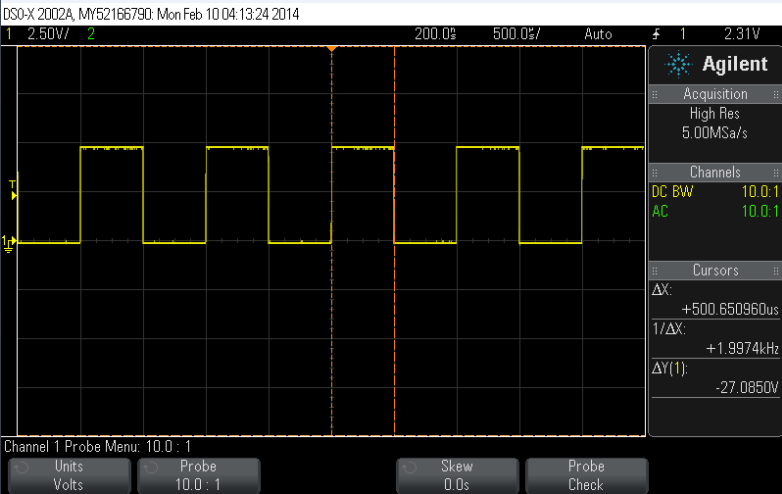 DSO-X 2002A, MY52166790: Mon Feb 10 04:13:24 2014
1 2.50V/ 2 200.0s 500.0s/ Auto 1 2.31V
Agilent
Acquisition
High Res
5.00MSa/s
Channels
DC BW 10.0:1
AC 10.0:1
Cursors
ΔX:
+500.650960us
1/ΔX:
+1.9974kHz
ΔY(1):
-27.0850V
T
1
Channel 1 Probe Menu: 10.0 : 1
Units
Volts
Probe
10.0 : 1
Skew
0.0s
Probe
Check